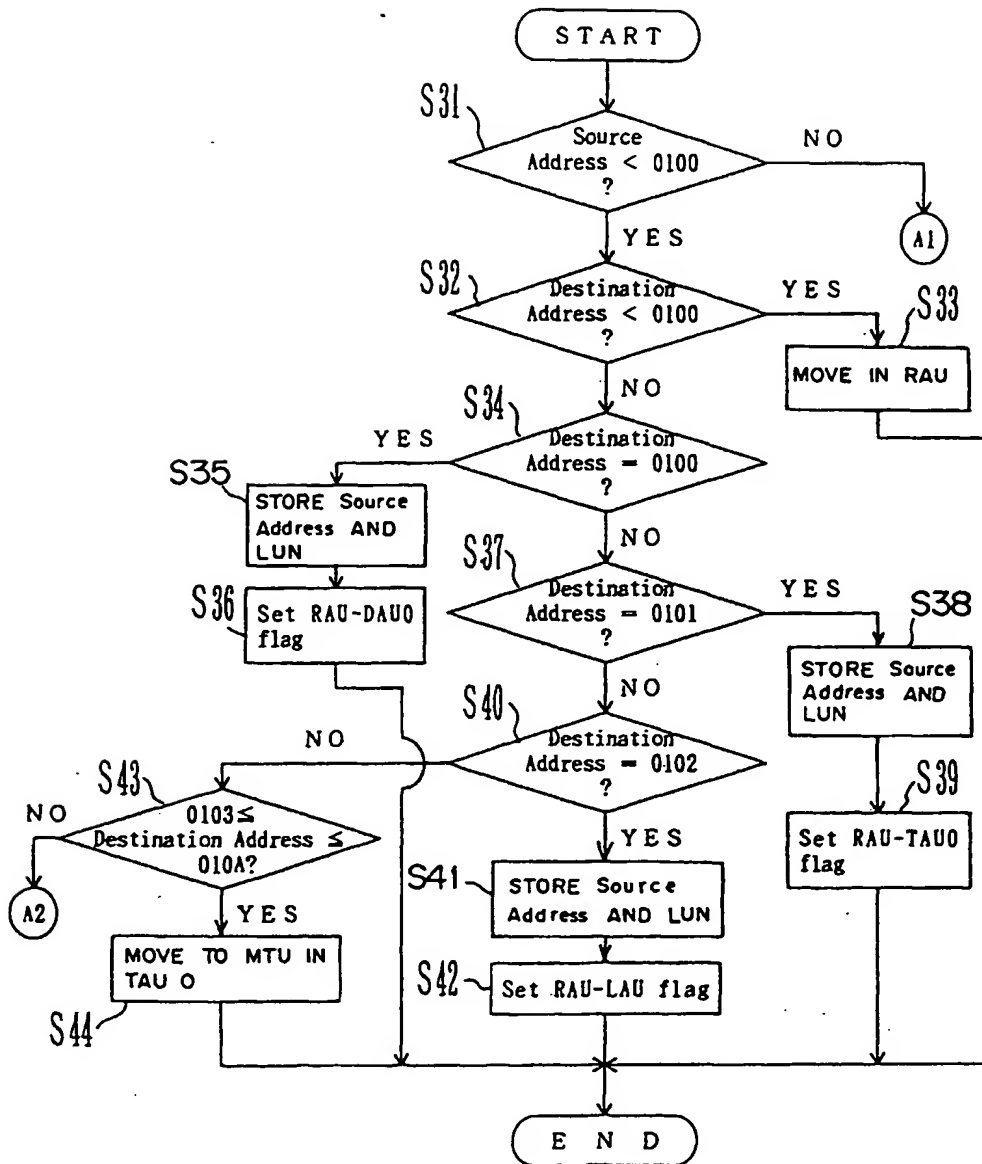 START
S31
Source
Address < 0100
?
NO
A1
YES
S32
Destination
Address < 0100
?
YES
S33
MOVE IN RAU
NO
S34
YES
Destination
Address = 0100
?
S35
STORE Source
Address AND
LUN
NO
S36
Set RAU-DAU0
flag
S37
Destination
Address = 0101
?
YES
S38
STORE Source
Address AND
LUN
NO
S40
Destination
Address = 0102
?
NO
S39
Set RAU-TAU0
flag
S43
NO
0103≤
Destination Address ≤
010A?
A2
YES
YES
S41
STORE Source
Address AND LUN
MOVE TO MTU IN
TAU 0
S44
S42
Set RAU-LAU flag
END